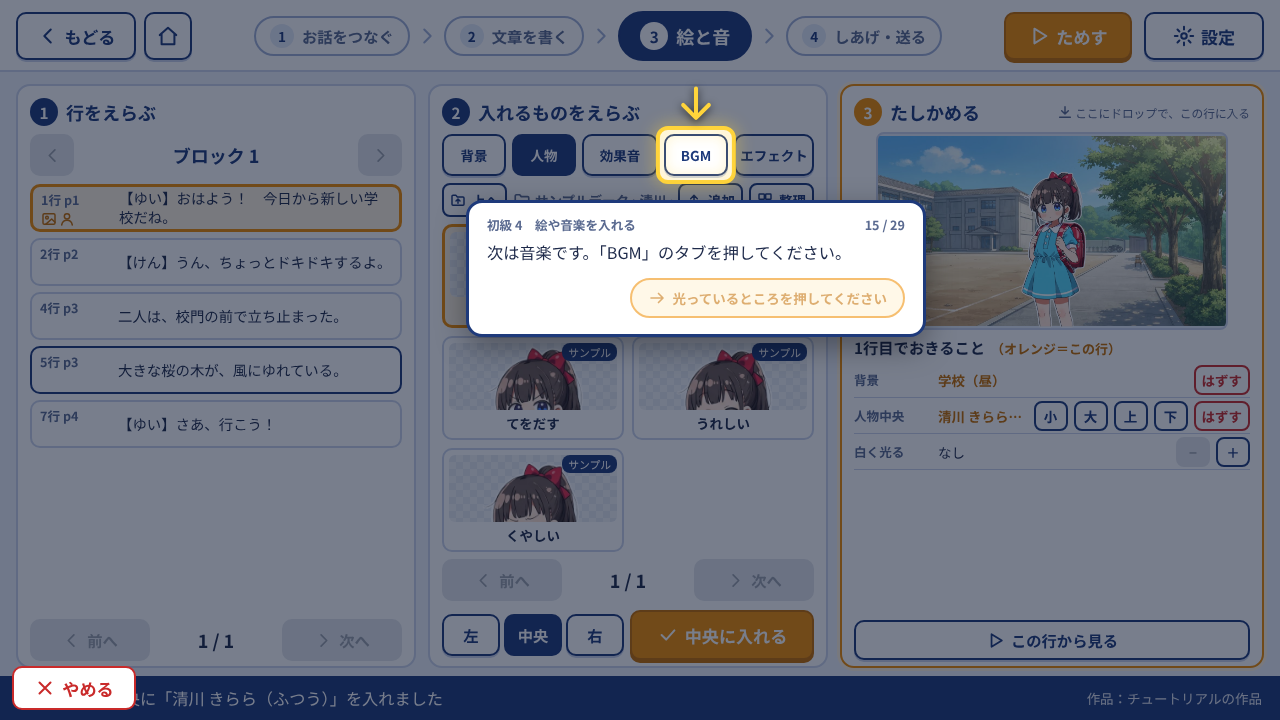 もどる
1 お話をつなぐ
2 文章を書く
3 絵と音
4 しあげ・送る
ためす
設定
1 行をえらぶ
ブロック 1
1行 p1
【ゆい】おはよう！　今日から新しい学
校だね。
2行 p2
【けん】うん、ちょっとドキドキするよ。
4行 p3
二人は、校門の前で立ち止まった。
5行 p3
大きな桜の木が、風にゆれている。
7行 p4
【ゆい】さあ、行こう！
前へ
1 / 1
次へ
2 入れるものをえらぶ
背景
人物
効果音
BGM
エフェクト
初級 4　絵や音楽を入れる
15 / 29
次は音楽です。「BGM」のタブを押してください。
光っているところを押してください
サンプル
てをだす
サンプル
うれしい
サンプル
くやしい
前へ
1 / 1
次へ
左
中央
右
中央に入れる
3 たしかめる
ここにドロップで、この行に入る
1行目でおきること （オレンジ＝この行）
背景
学校（昼）
はずす
人物中央
清川 きらら…
小
大
上
下
はずす
白く光る
なし
−
＋
この行から見る
やめる
に「清川 きらら（ふつう）」を入れました
作品：チュートリアルの作品